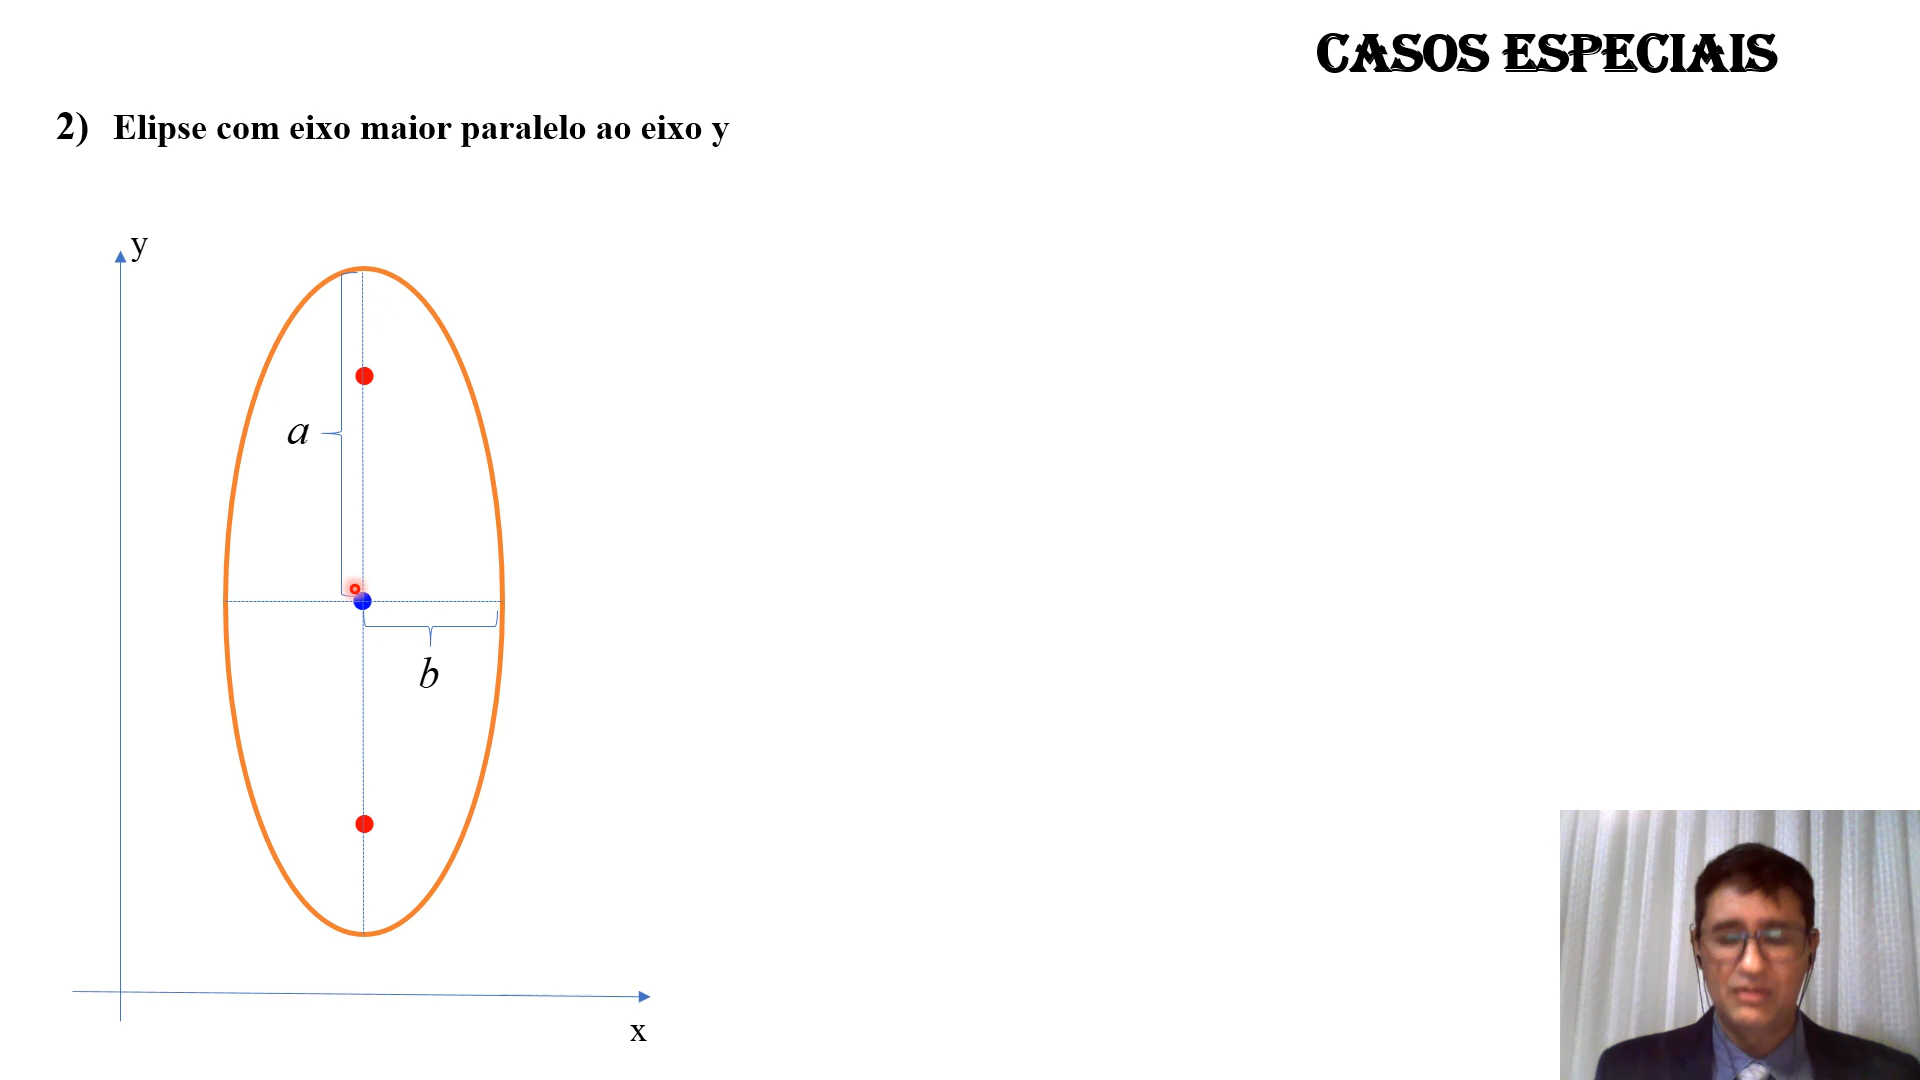 CASOS ESPECIAIS
2) Elipse com eixo maior paralelo ao eixo y
y
a
b
x